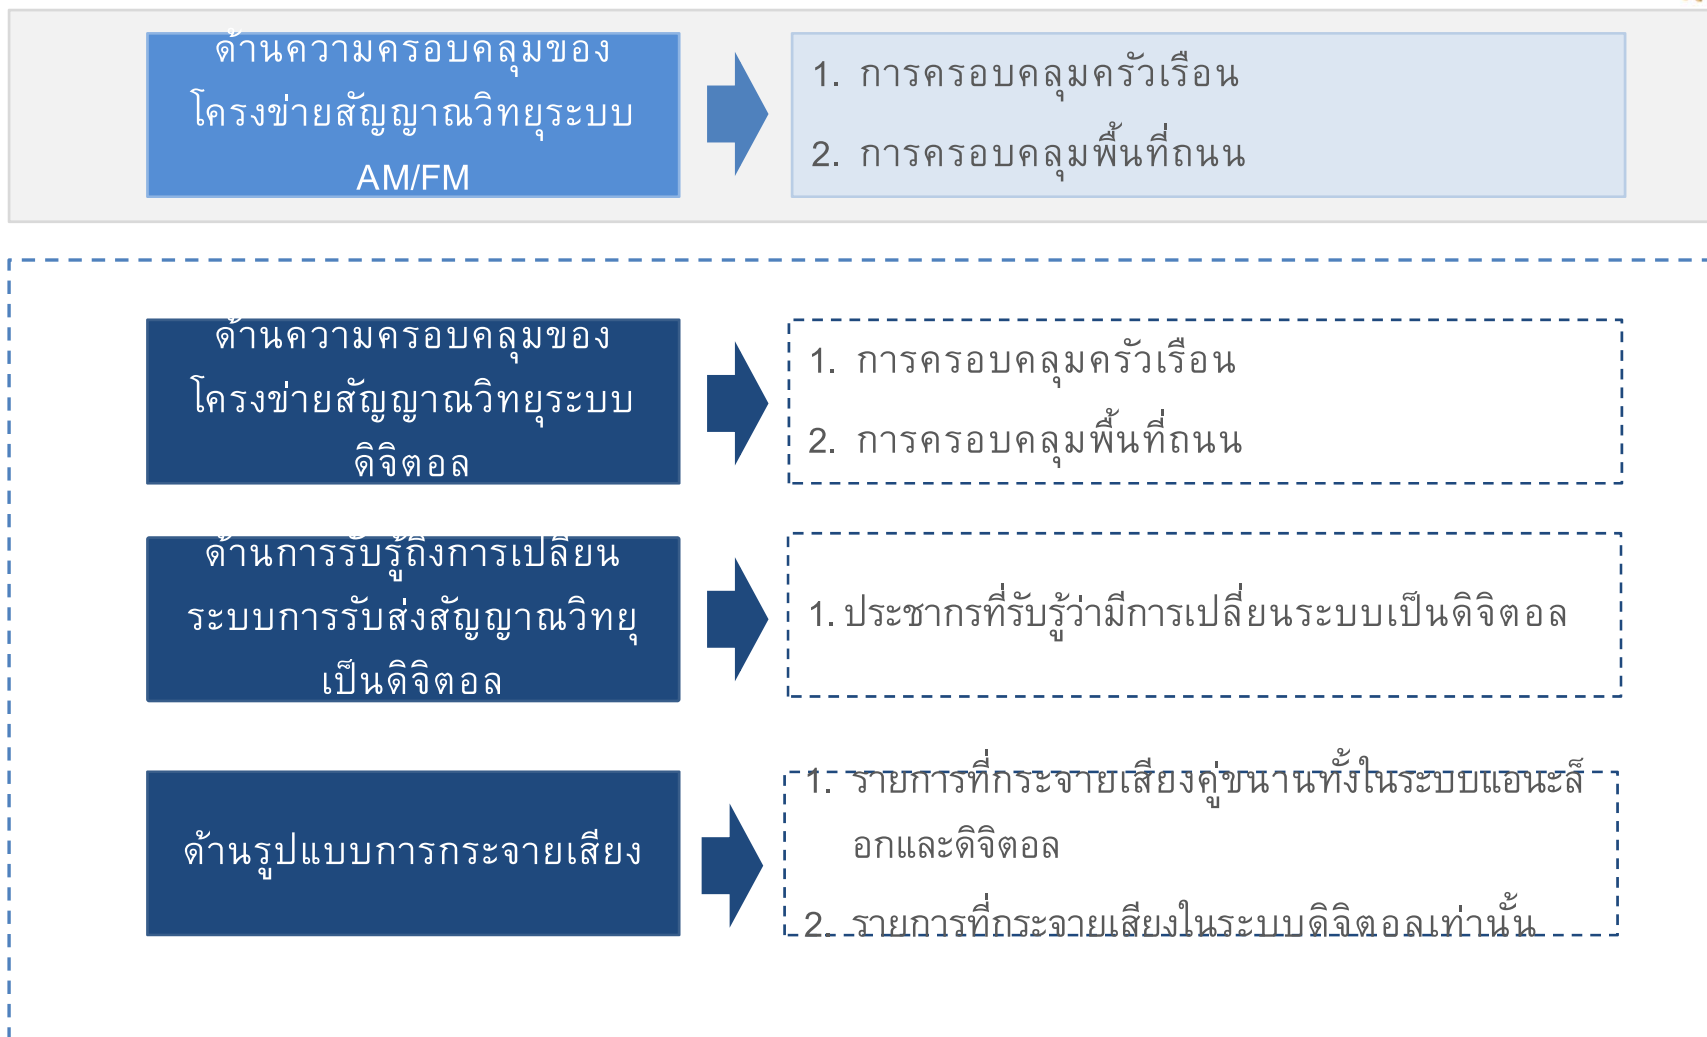 ด้านความครอบคลุมของ
โครงข่ายสัญญาณวิทยุระบบ
AM/FM
1. การครอบคลุมครัวเรือน
2. การครอบคลุมพื้นที่ถนน
ด้านความครอบคลุมของ
โครงข่ายสัญญาณวิทยุระบบ
ดิจิตอล
1. การครอบคลุมครัวเรือน
2. การครอบคลุมพื้นที่ถนน
ด้านการรับรู้ถึงการเปลี่ยน
ระบบการรับส่งสัญญาณวิทยุ
เป็นดิจิตอล
1. ประชากรที่รับรู้ว่ามีการเปลี่ยนระบบเป็นดิจิตอล
ด้านรูปแบบการกระจายเสียง
1. รายการที่กระจายเสียงคู่ขนานทั้งในระบบแอนะล็
อกและดิจิตอล
2. รายการที่กระจายเสียงในระบบดิจิตอลเท่านั้น